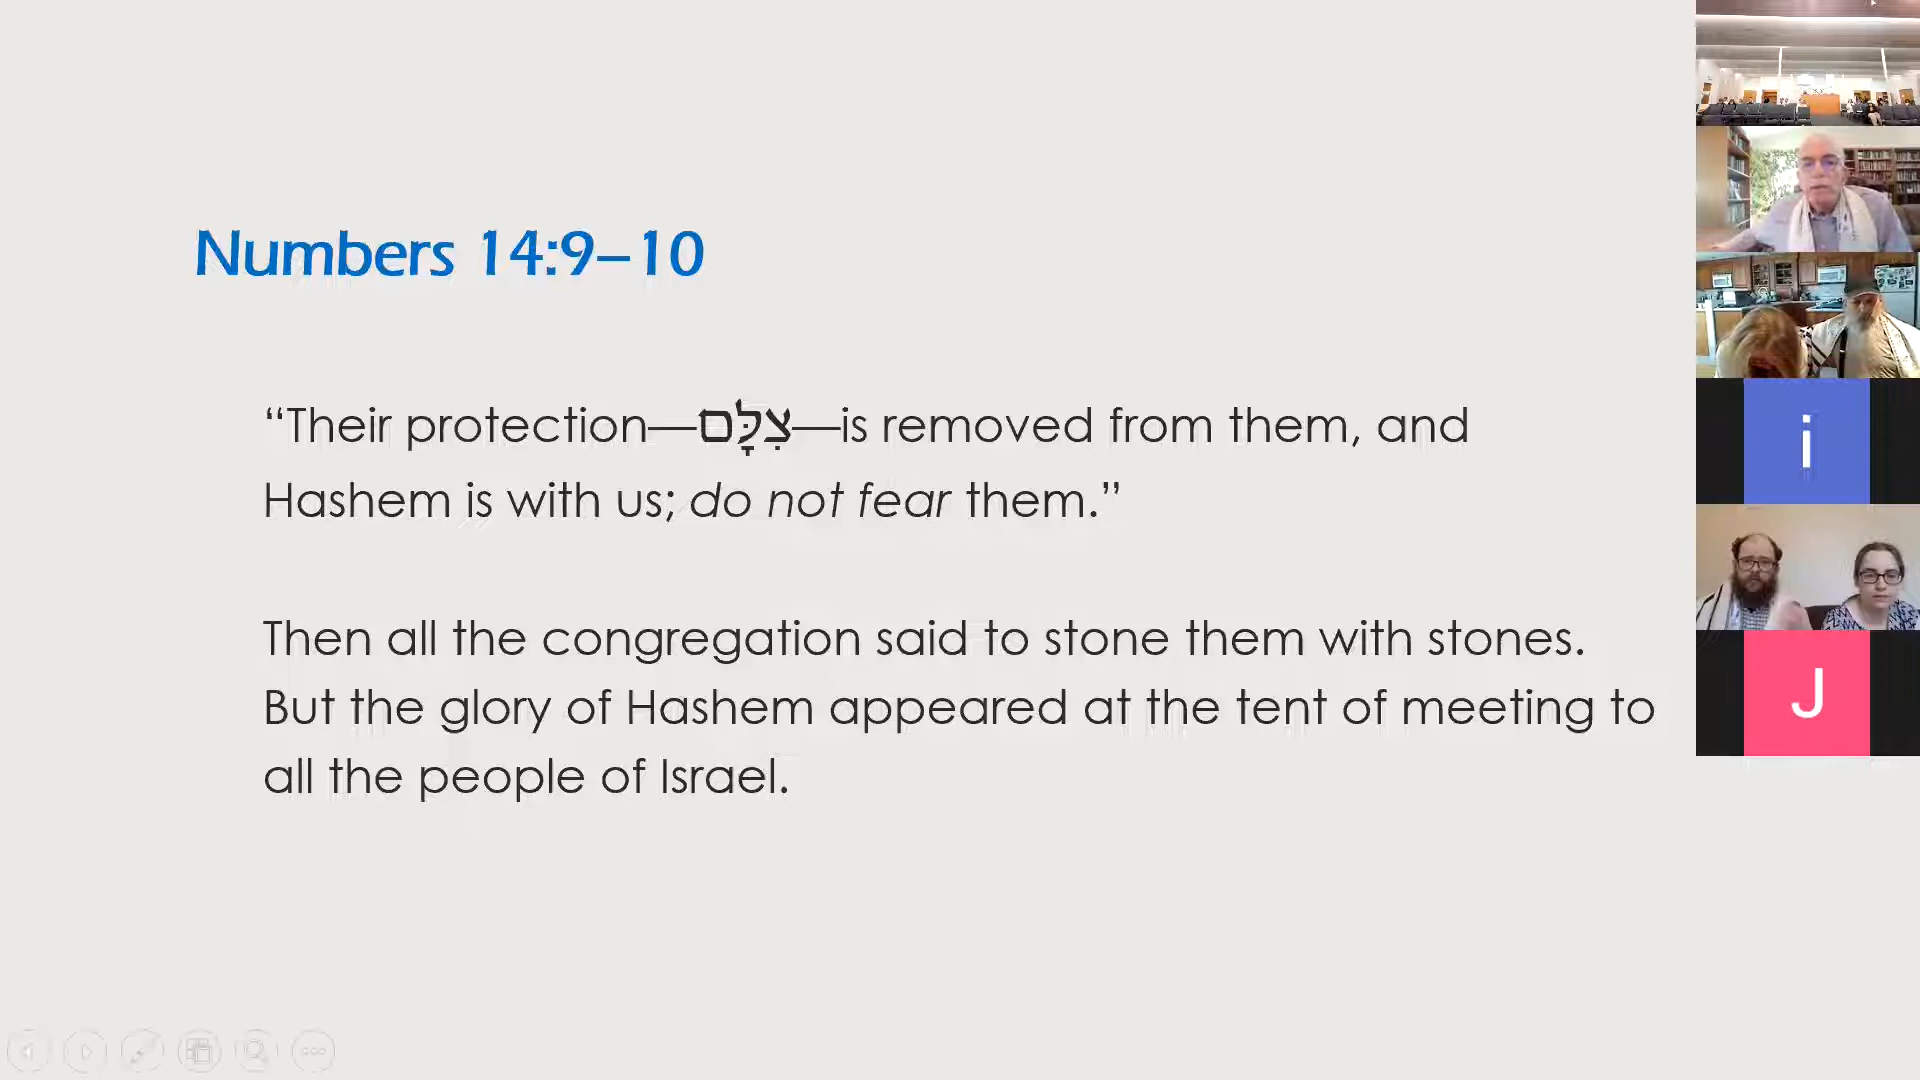 Numbers 14:9–10
“Their protection—צִלָּם—is removed from them, and
Hashem is with us; do not fear them.”
Then all the congregation said to stone them with stones.
But the glory of Hashem appeared at the tent of meeting to
all the people of Israel.
i
J